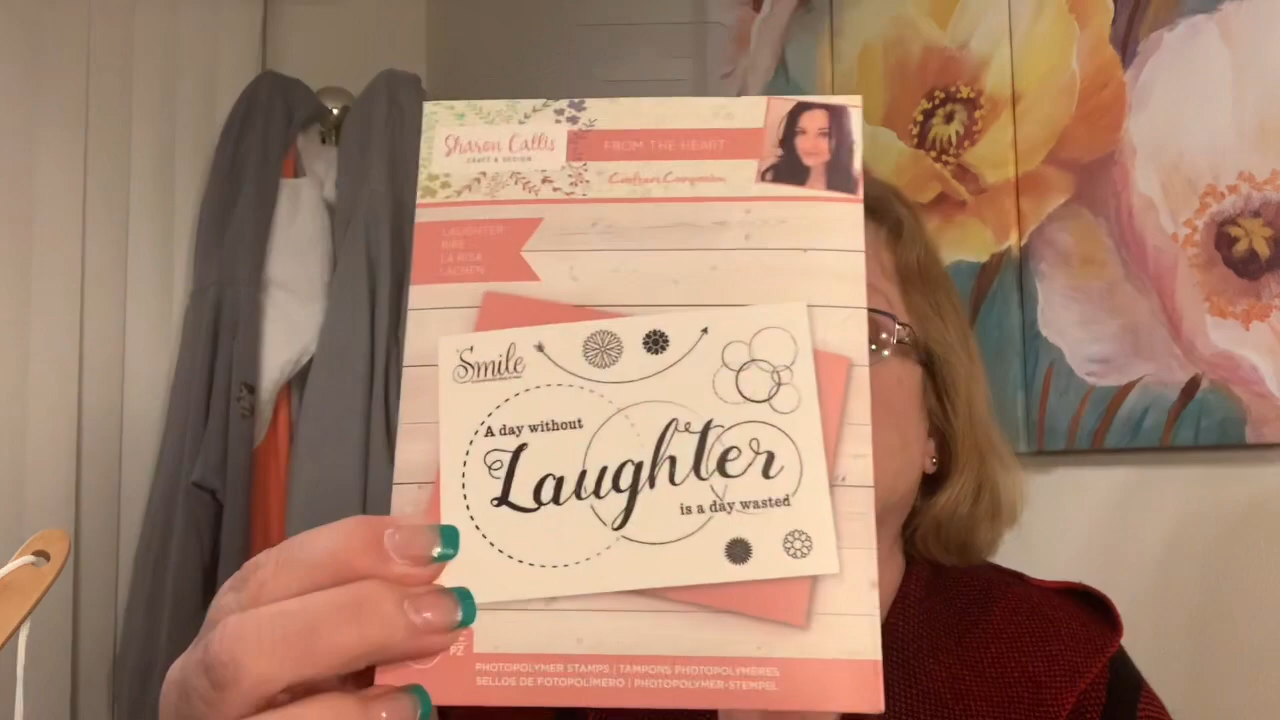 Sharon Callis
CRAFT & DESIGN
FROM THE HEART
Crafter's Companion
LAUGHTER
RIRE
LA RISA
LACHEN
Smile
A day without
Laughter
is a day wasted
PZ
PHOTOPOLYMER STAMPS | TAMPONS PHOTOPOLYMÈRES
SELLOS DE FOTOPOLÍMERO | PHOTOPOLYMER-STEMPEL